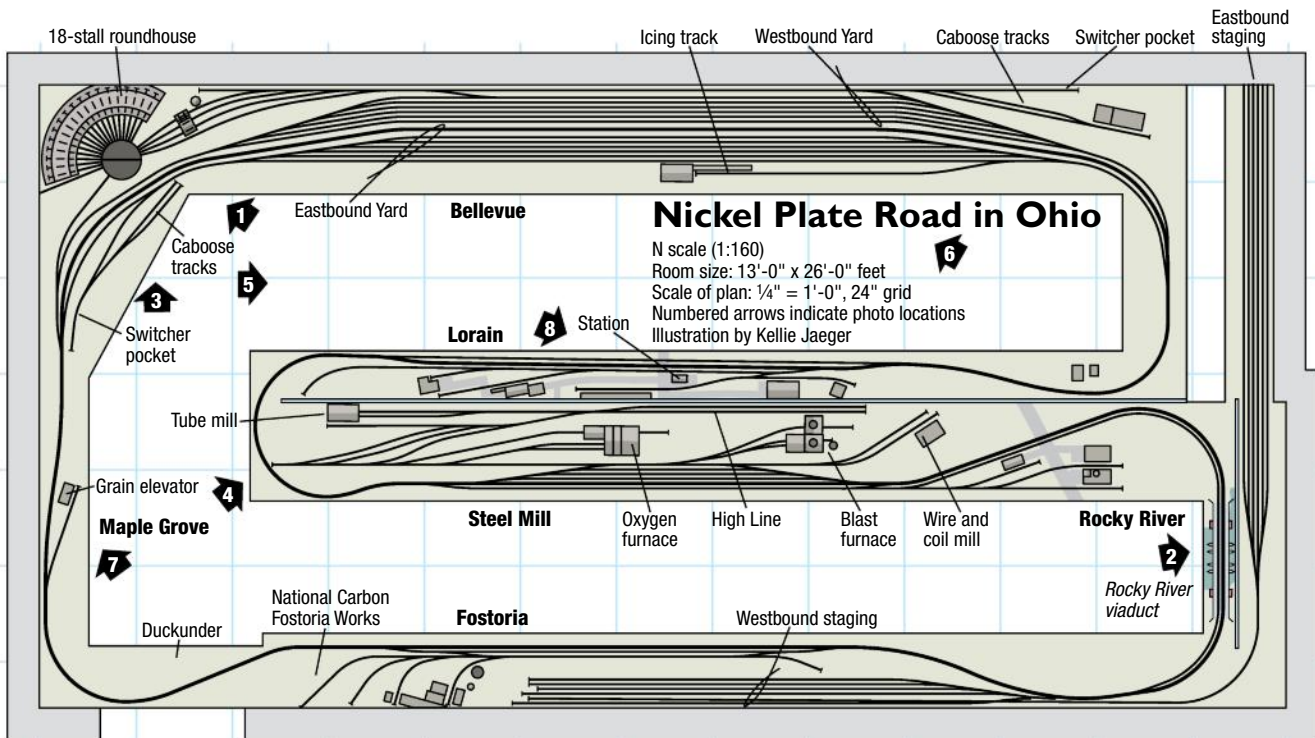 18-stall roundhouse
Icing track
Westbound Yard
Caboose tracks
Switcher pocket
Eastbound
staging
Eastbound Yard
Bellevue
Nickel Plate Road in Ohio
N scale (1:160)
Room size: 13'-0" x 26'-0" feet
Scale of plan: ¼" = 1'-0", 24" grid
Numbered arrows indicate photo locations
Illustration by Kellie Jaeger
1
Caboose
tracks
5
6
3
Switcher
pocket
Lorain
8
Station
Tube mill
Grain elevator
4
Maple Grove
7
Steel Mill
Oxygen
furnace
High Line
Blast
furnace
Wire and
coil mill
Rocky River
2
Rocky River
viaduct
Duckunder
National Carbon
Fostoria Works
Fostoria
Westbound staging